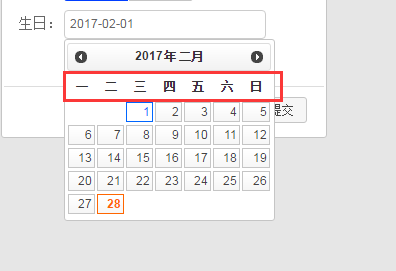 生日： 2017-02-01
2017年 二月
一 二 三 四 五 六 日
1 2 3 4 5 提交
6 7 8 9 10 11 12
13 14 15 16 17 18 19
20 21 22 23 24 25 26
27 28